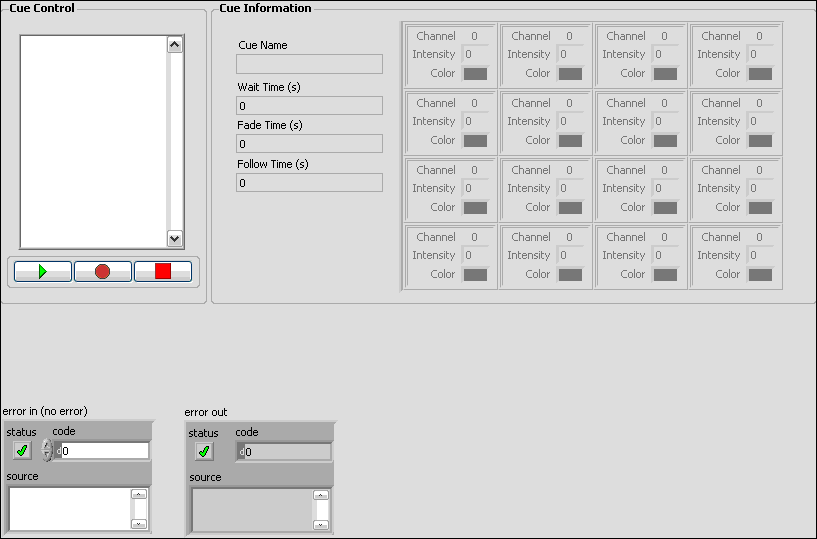 Cue Control
Cue Information
Cue Name
Wait Time (s)
0
Fade Time (s)
0
Follow Time (s)
0
Channel 0 Channel 0 Channel 0 Channel 0
Intensity 0 Intensity 0 Intensity 0 Intensity 0
Color Color Color Color
Channel 0 Channel 0 Channel 0 Channel 0
Intensity 0 Intensity 0 Intensity 0 Intensity 0
Color Color Color Color
Channel 0 Channel 0 Channel 0 Channel 0
Intensity 0 Intensity 0 Intensity 0 Intensity 0
Color Color Color Color
Channel 0 Channel 0 Channel 0 Channel 0
Intensity 0 Intensity 0 Intensity 0 Intensity 0
Color Color Color Color
error in (no error)
status code
d0
source
error out
status code
d0
source